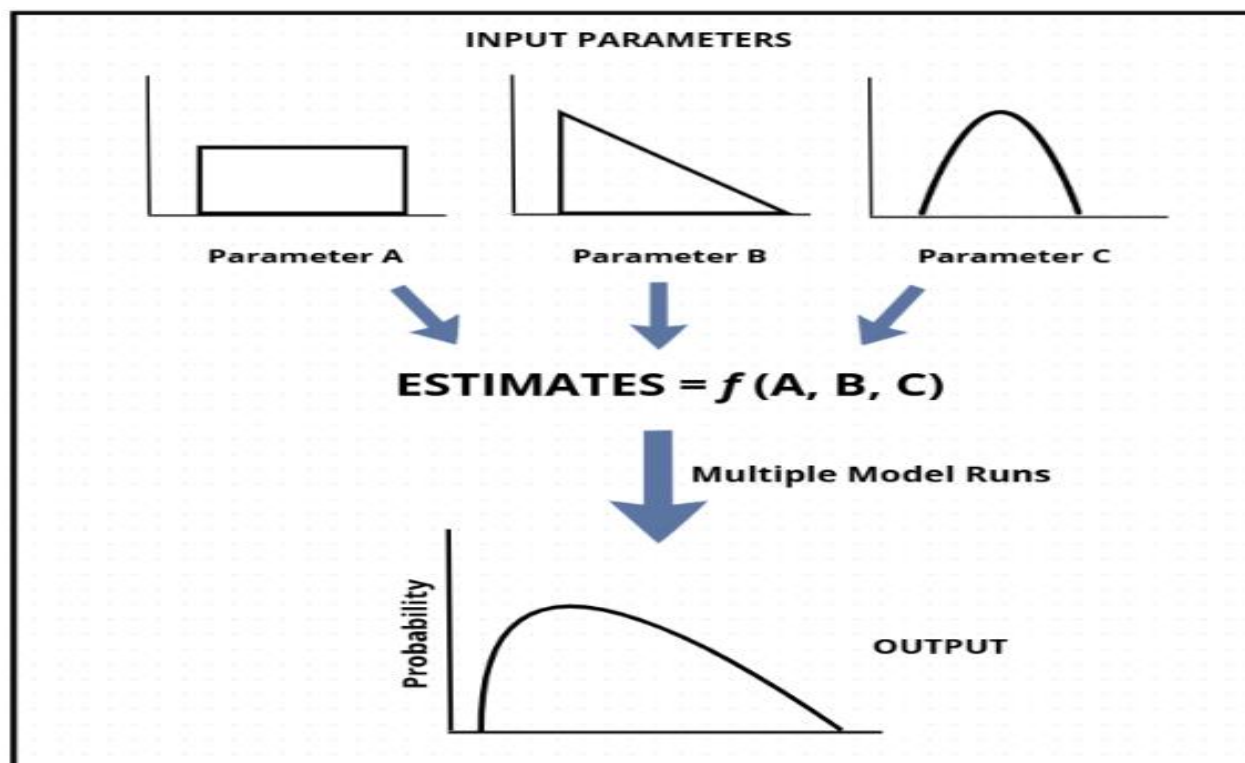 INPUT PARAMETERS
Parameter A
Parameter B
Parameter C
ESTIMATES = f (A, B, C)
Multiple Model Runs
Probability
OUTPUT